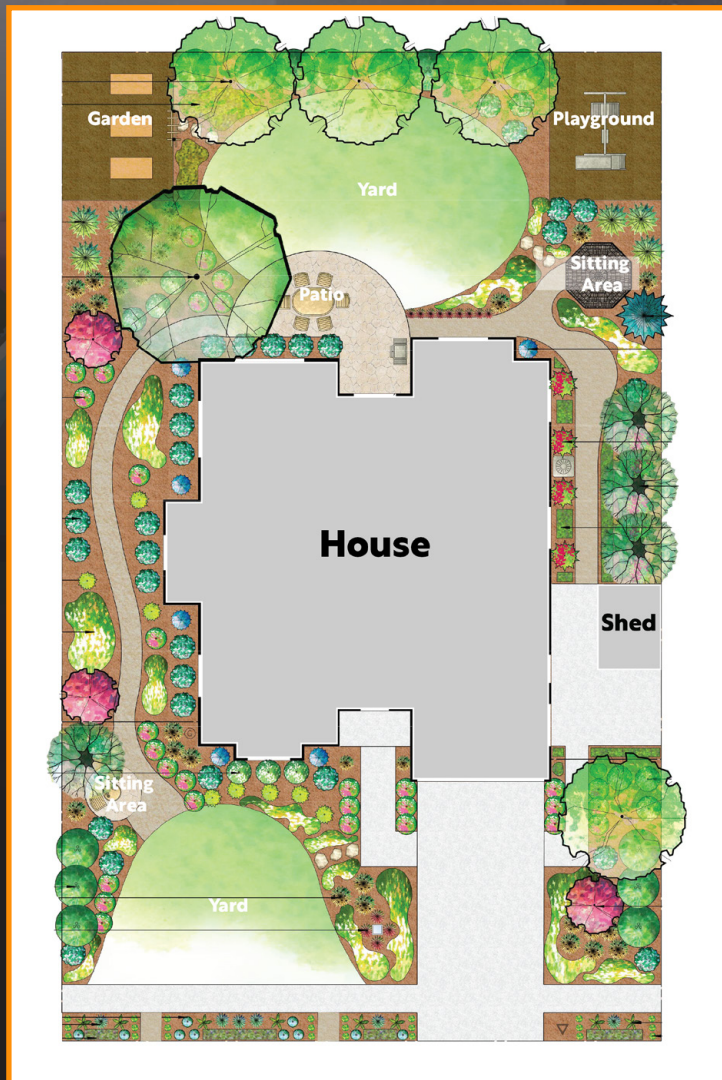 Garden
Playground
Yard
Sitting
Area
Patio
House
Shed
Sitting
Area
Yard